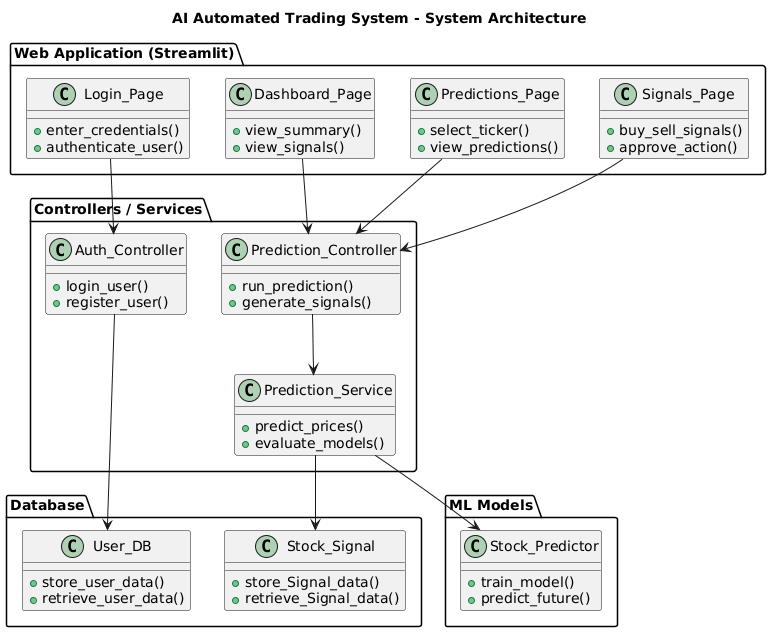 AI Automated Trading System - System Architecture
Web Application (Streamlit)
C Login_Page
enter_credentials()
authenticate_user()
C Dashboard_Page
view_summary()
view_signals()
C Predictions_Page
select_ticker()
view_predictions()
C Signals_Page
buy_sell_signals()
approve_action()
Controllers / Services
C Auth_Controller
login_user()
register_user()
C Prediction_Controller
run_prediction()
generate_signals()
C Prediction_Service
predict_prices()
evaluate_models()
Database
C User_DB
store_user_data()
retrieve_user_data()
C Stock_Signal
store_Signal_data()
retrieve_Signal_data()
ML Models
C Stock_Predictor
train_model()
predict_future()